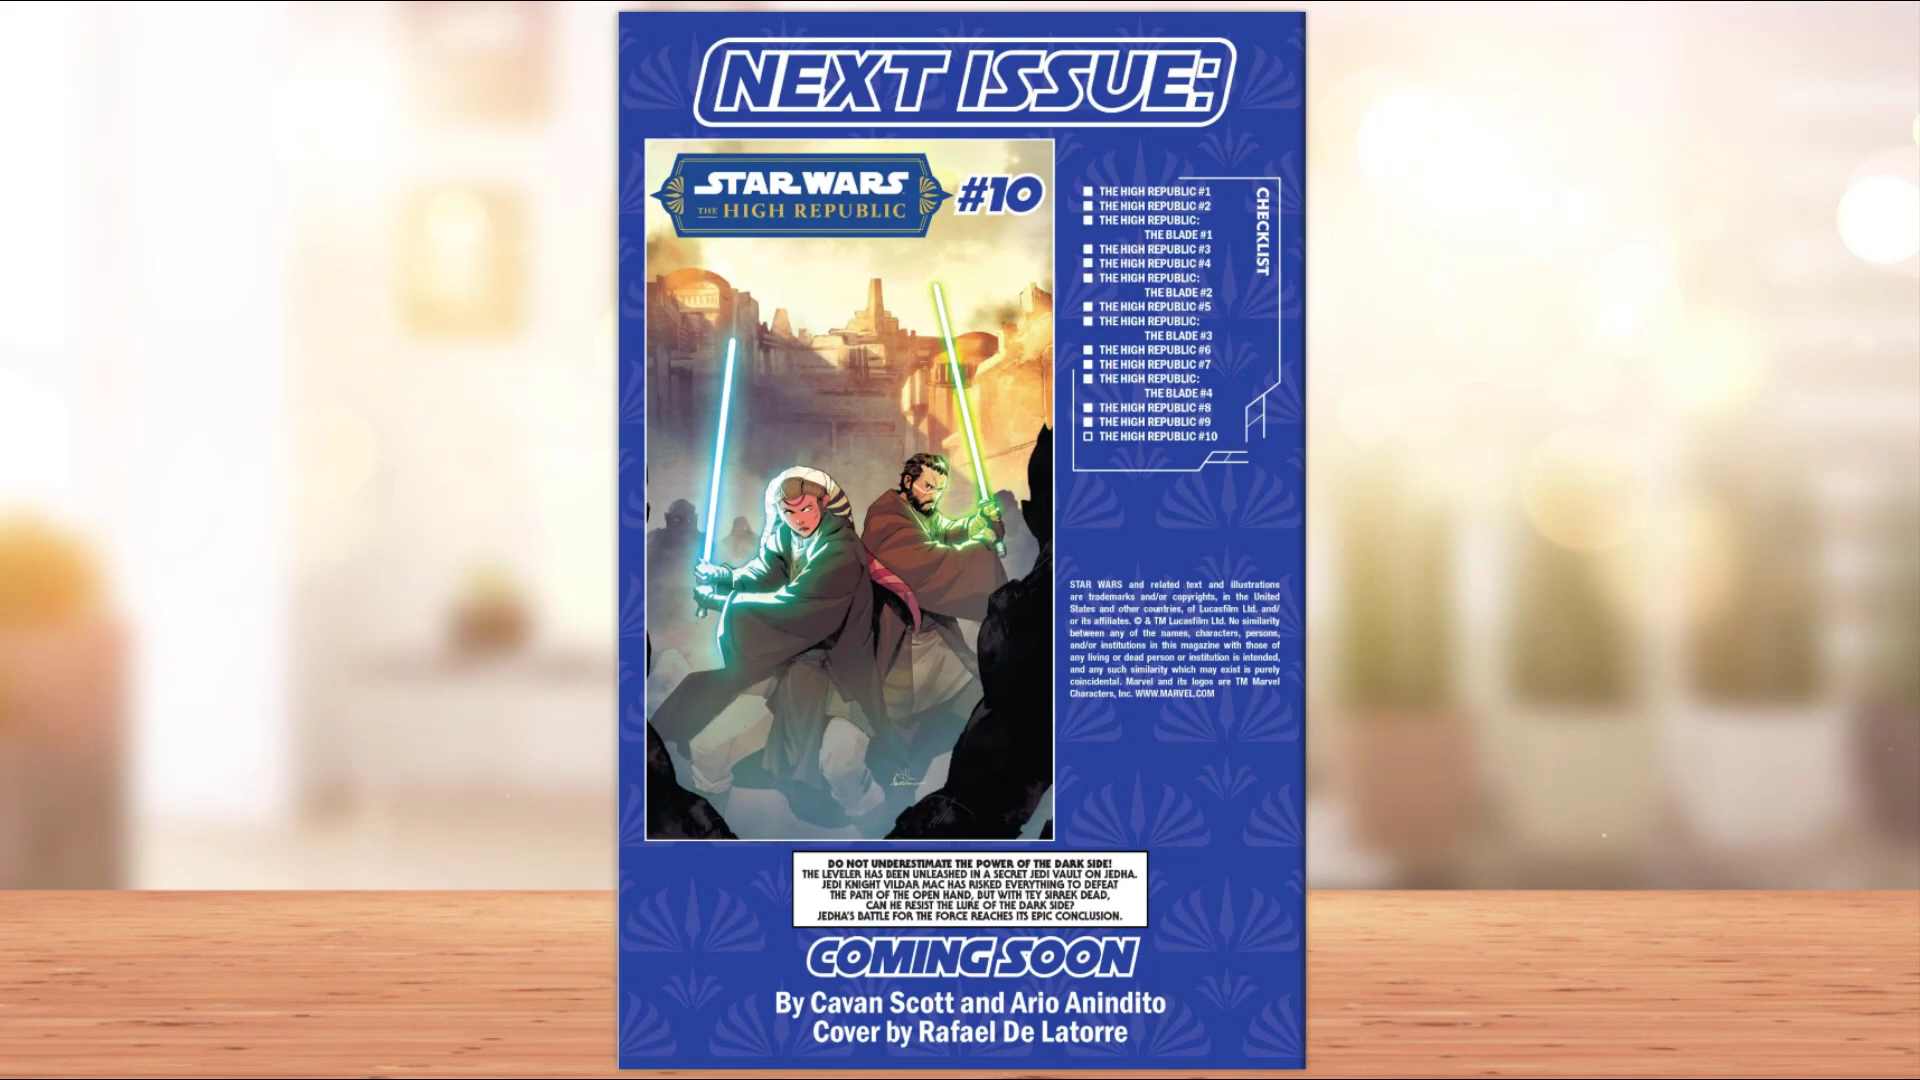 NEXT ISSUE:
STAR WARS
THE HIGH REPUBLIC
#10
CHECKLIST
THE HIGH REPUBLIC #1
THE HIGH REPUBLIC #2
THE HIGH REPUBLIC:
THE BLADE #1
THE HIGH REPUBLIC #3
THE HIGH REPUBLIC #4
THE HIGH REPUBLIC:
THE BLADE #2
THE HIGH REPUBLIC #5
THE HIGH REPUBLIC:
THE BLADE #3
THE HIGH REPUBLIC #6
THE HIGH REPUBLIC #7
THE HIGH REPUBLIC:
THE BLADE #4
THE HIGH REPUBLIC #8
THE HIGH REPUBLIC #9
THE HIGH REPUBLIC #10
STAR WARS and related text and illustrations
are trademarks and/or copyrights, in the United
States and other countries, of Lucasfilm Ltd. and/
or its affiliates. © & TM Lucasfilm Ltd. No similarity
between any of the names, characters, persons,
and/or institutions in this magazine with those of
any living or dead person or institution is intended,
and any such similarity which may exist is purely
coincidental. Marvel and its logos are TM Marvel
Characters, Inc. WWW.MARVEL.COM
DO NOT UNDERESTIMATE THE POWER OF THE DARK SIDE!
THE LEVELER HAS BEEN UNLEASHED IN A SECRET JEDI VAULT ON JEDHA.
JEDI KNIGHT VILDAR MAC HAS RISKED EVERYTHING TO DEFEAT
THE PATH OF THE OPEN HAND, BUT WITH TEY SIRREK DEAD,
CAN HE RESIST THE LURE OF THE DARK SIDE?
JEDHA'S BATTLE FOR THE FORCE REACHES ITS EPIC CONCLUSION.
COMING SOON
By Cavan Scott and Ario Anindito
Cover by Rafael De Latorre